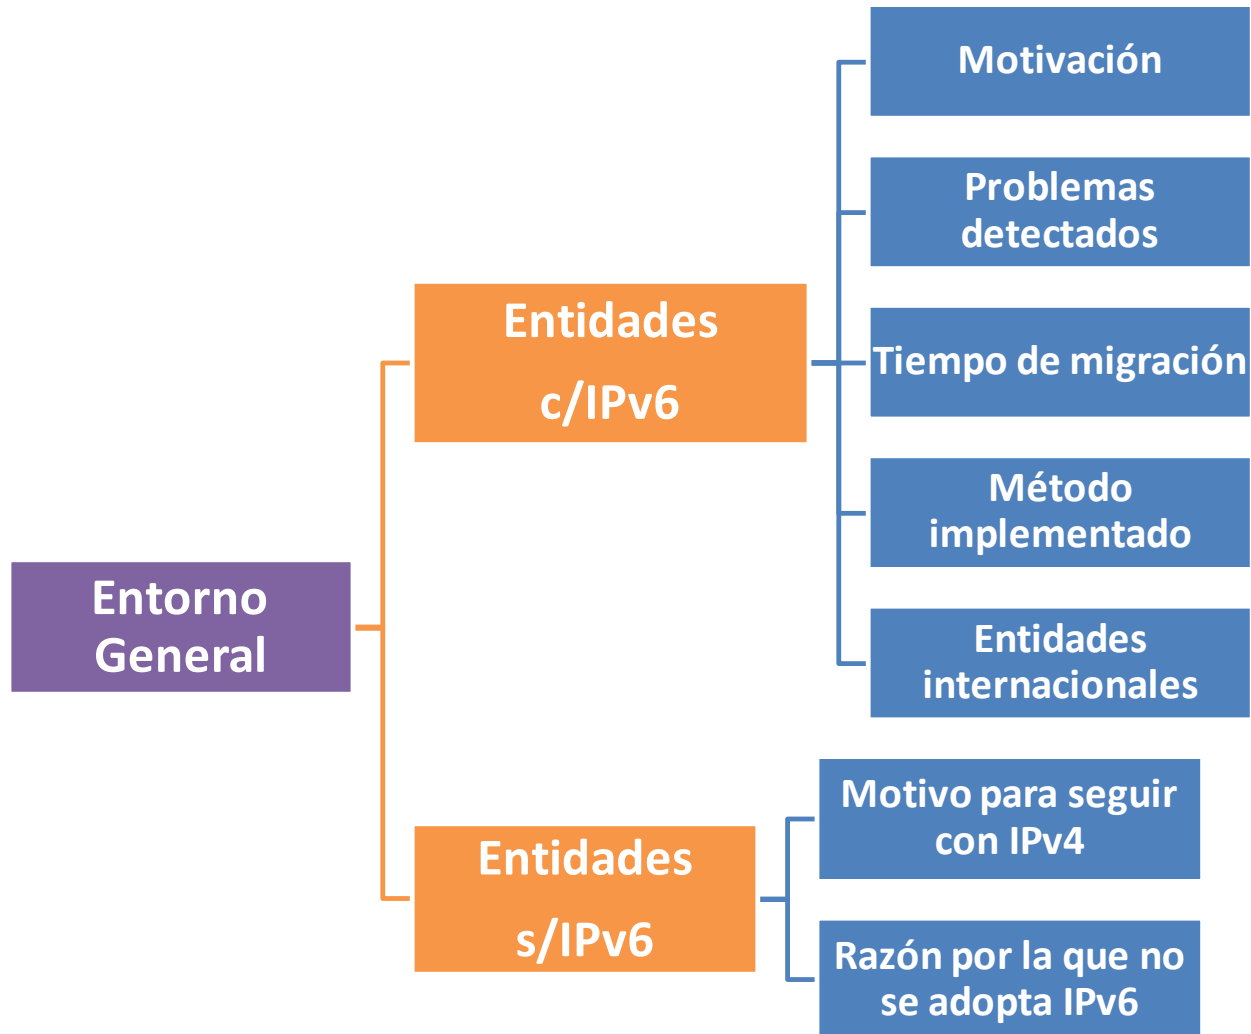 Motivación
Problemas
detectados
Entidades
c/IPv6
Tiempo de migración
Método
implementado
Entorno
General
Entidades
internacionales
Motivo para seguir
con IPv4
Entidades
s/IPv6
Razón por la que no
se adopta IPv6